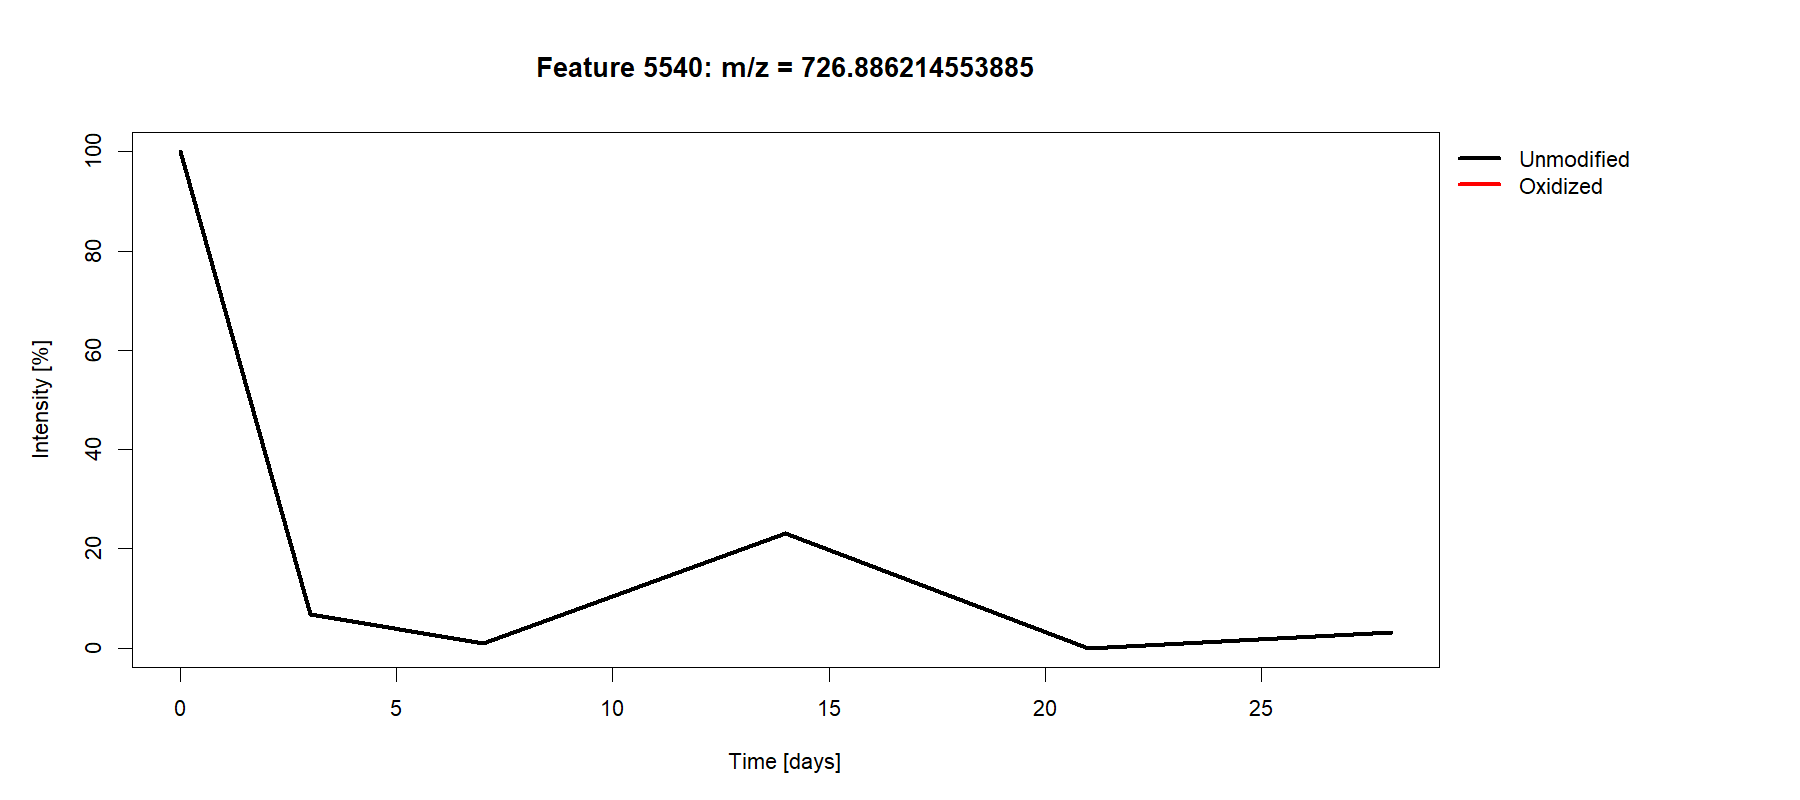 Feature 5540: m/z = 726.886214553885
Unmodified
Oxidized
Intensity [%]
100
80
60
40
20
0
0 5 10 15 20 25
Time [days]